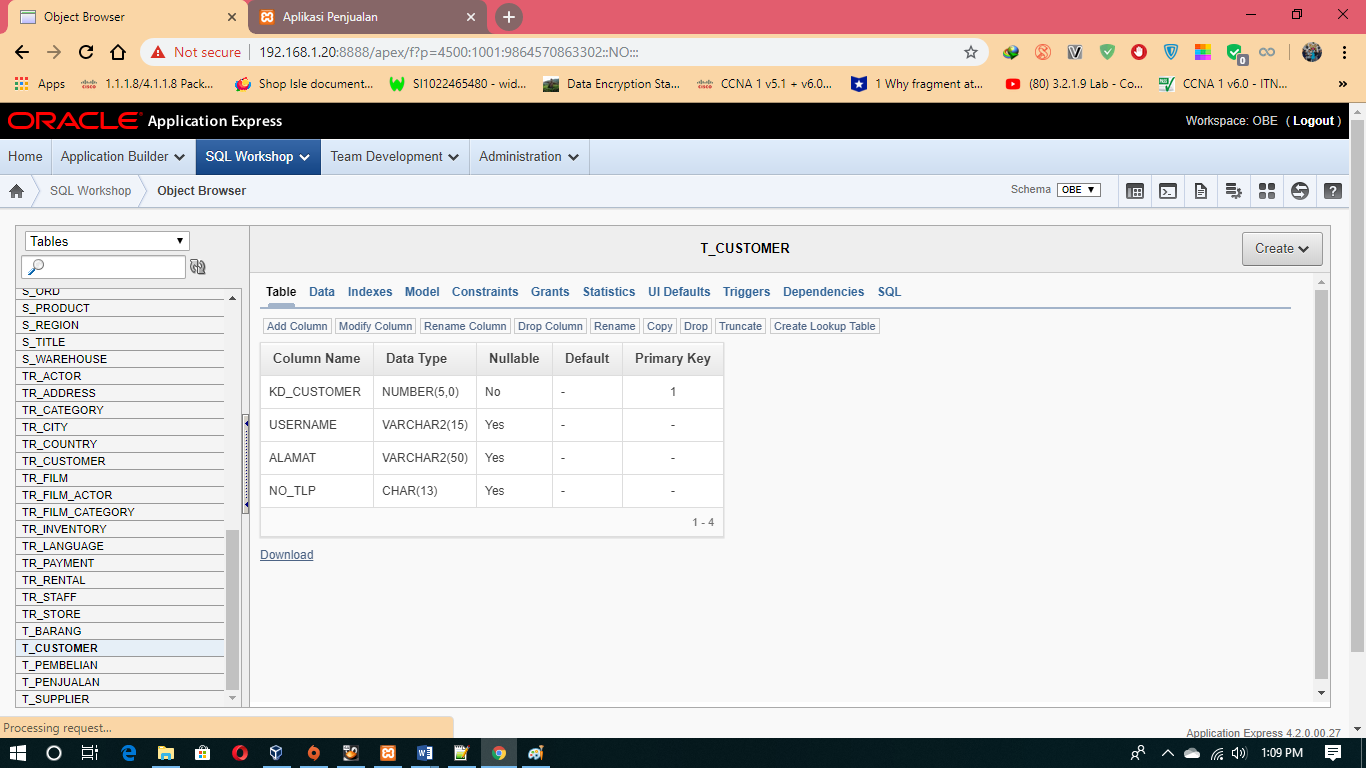 Object Browser
Aplikasi Penjualan
Not secure
192.168.1.20:8888/apex/f?p=4500:1001:9864570863302::NO:::
0
Apps
1.1.1.8/4.1.1.8 Pack...
Shop Isle document...
SI1022465480 - wid...
Data Encryption Sta...
CCNA 1 v5.1 + v6.0...
1 Why fragment at...
(80) 3.2.1.9 Lab - Co...
CCNA 1 v6.0 - ITN...
»
ORACLE Application Express
Workspace: OBE ( Logout )
Home
Application Builder
SQL Workshop
Team Development
Administration
SQL Workshop
Object Browser
Schema OBE
?
Tables
S_ORD
S_PRODUCT
S_REGION
S_TITLE
S_WAREHOUSE
TR_ACTOR
TR_ADDRESS
TR_CATEGORY
TR_CITY
TR_COUNTRY
TR_CUSTOMER
TR_FILM
TR_FILM_ACTOR
TR_FILM_CATEGORY
TR_INVENTORY
TR_LANGUAGE
TR_PAYMENT
TR_RENTAL
TR_STAFF
TR_STORE
T_BARANG
T_CUSTOMER
T_PEMBELIAN
T_PENJUALAN
T_SUPPLIER
T_CUSTOMER
Create
Table Data Indexes Model Constraints Grants Statistics UI Defaults Triggers Dependencies SQL
Add Column Modify Column Rename Column Drop Column Rename Copy Drop Truncate Create Lookup Table
Column Name Data Type Nullable Default Primary Key
KD_CUSTOMER NUMBER(5,0) No - 1
USERNAME VARCHAR2(15) Yes - -
ALAMAT VARCHAR2(50) Yes - -
NO_TLP CHAR(13) Yes - -
1 - 4
Download
Processing request...
Application Express 4.2.0.00.27
1:09 PM